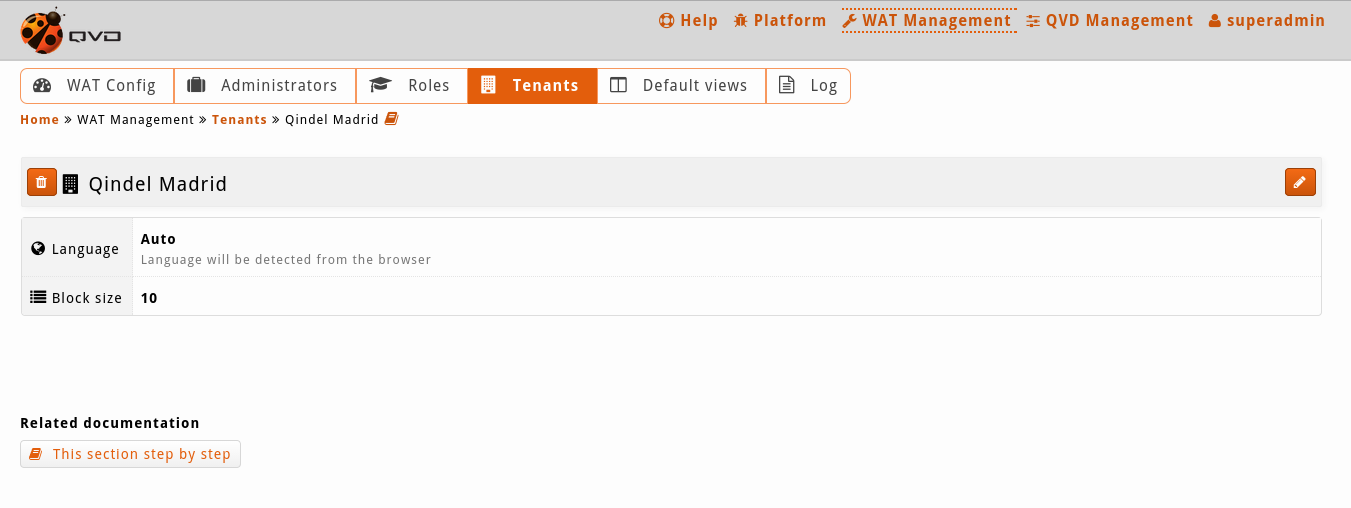 QVD
Help Platform WAT Management QVD Management superadmin
WAT Config Administrators Roles Tenants Default views Log
Home » WAT Management » Tenants » Qindel Madrid
Qindel Madrid
Language
Auto
Language will be detected from the browser
Block size 10
Related documentation
This section step by step